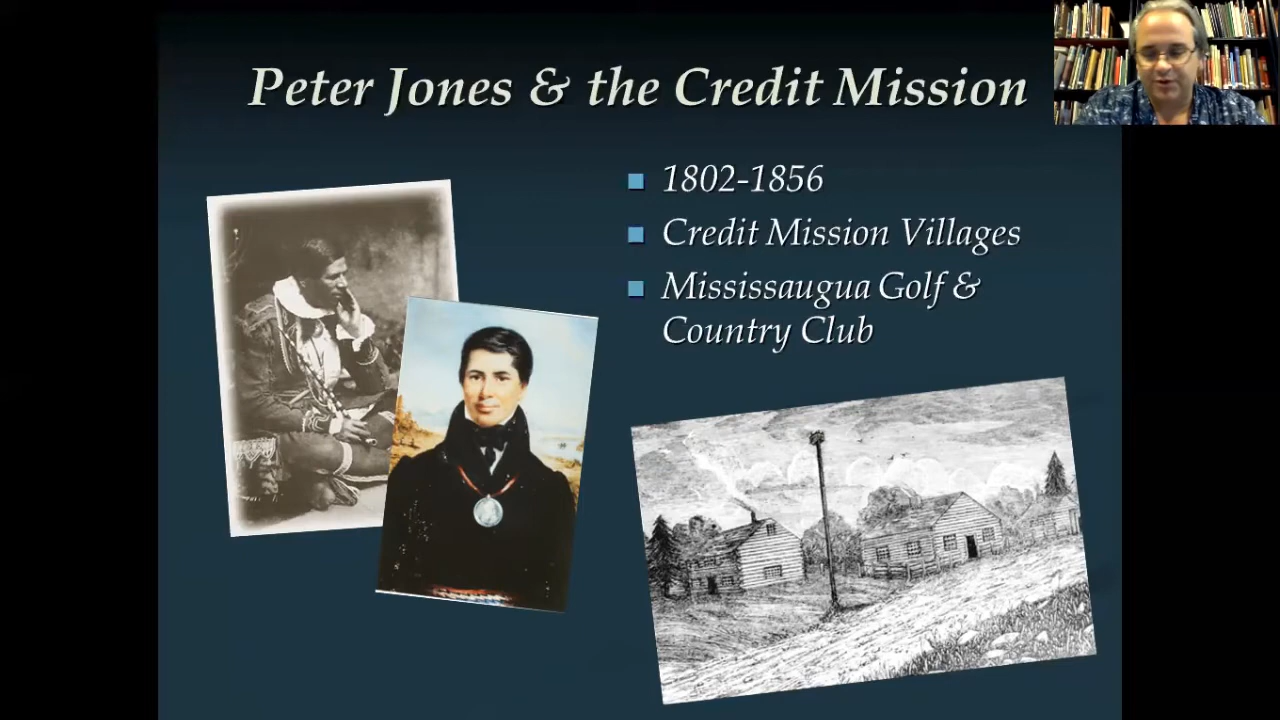 Peter Jones & the Credit Mission
1802-1856
Credit Mission Villages
Mississaugua Golf &
Country Club